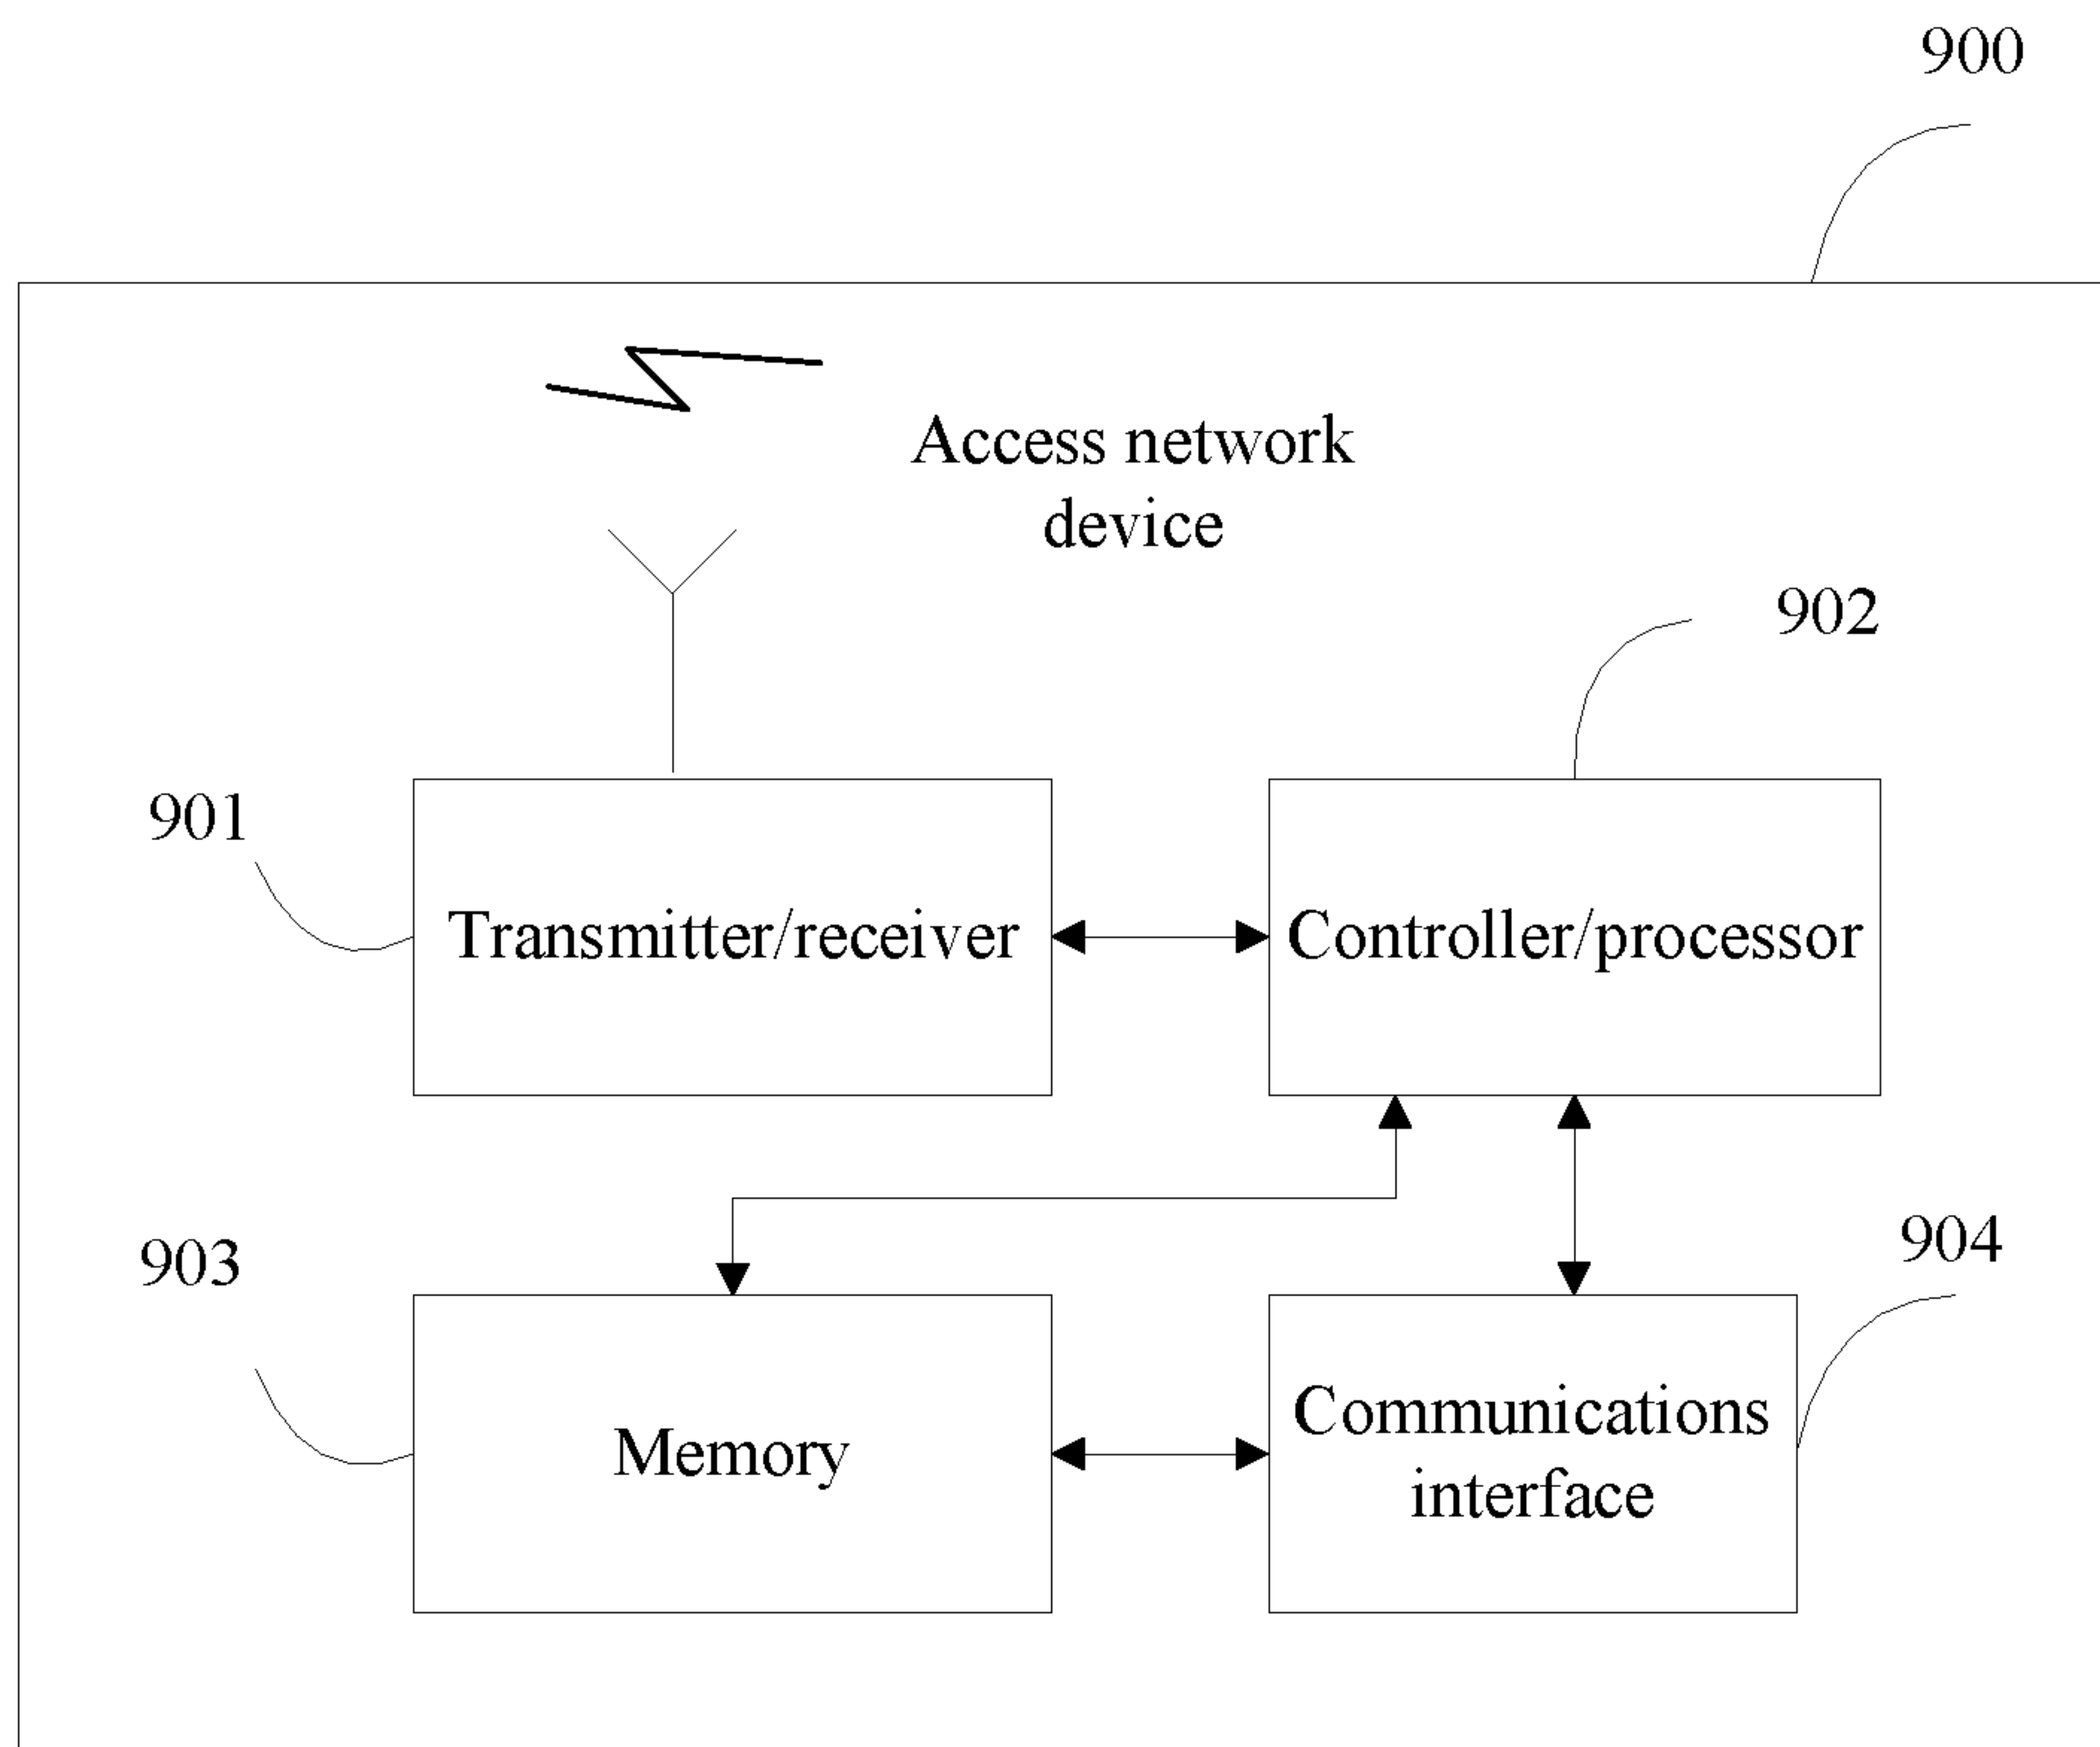 900
Access network
device
902
901
Transmitter/receiver
Controller/processor
903
904
Memory
Communications
interface